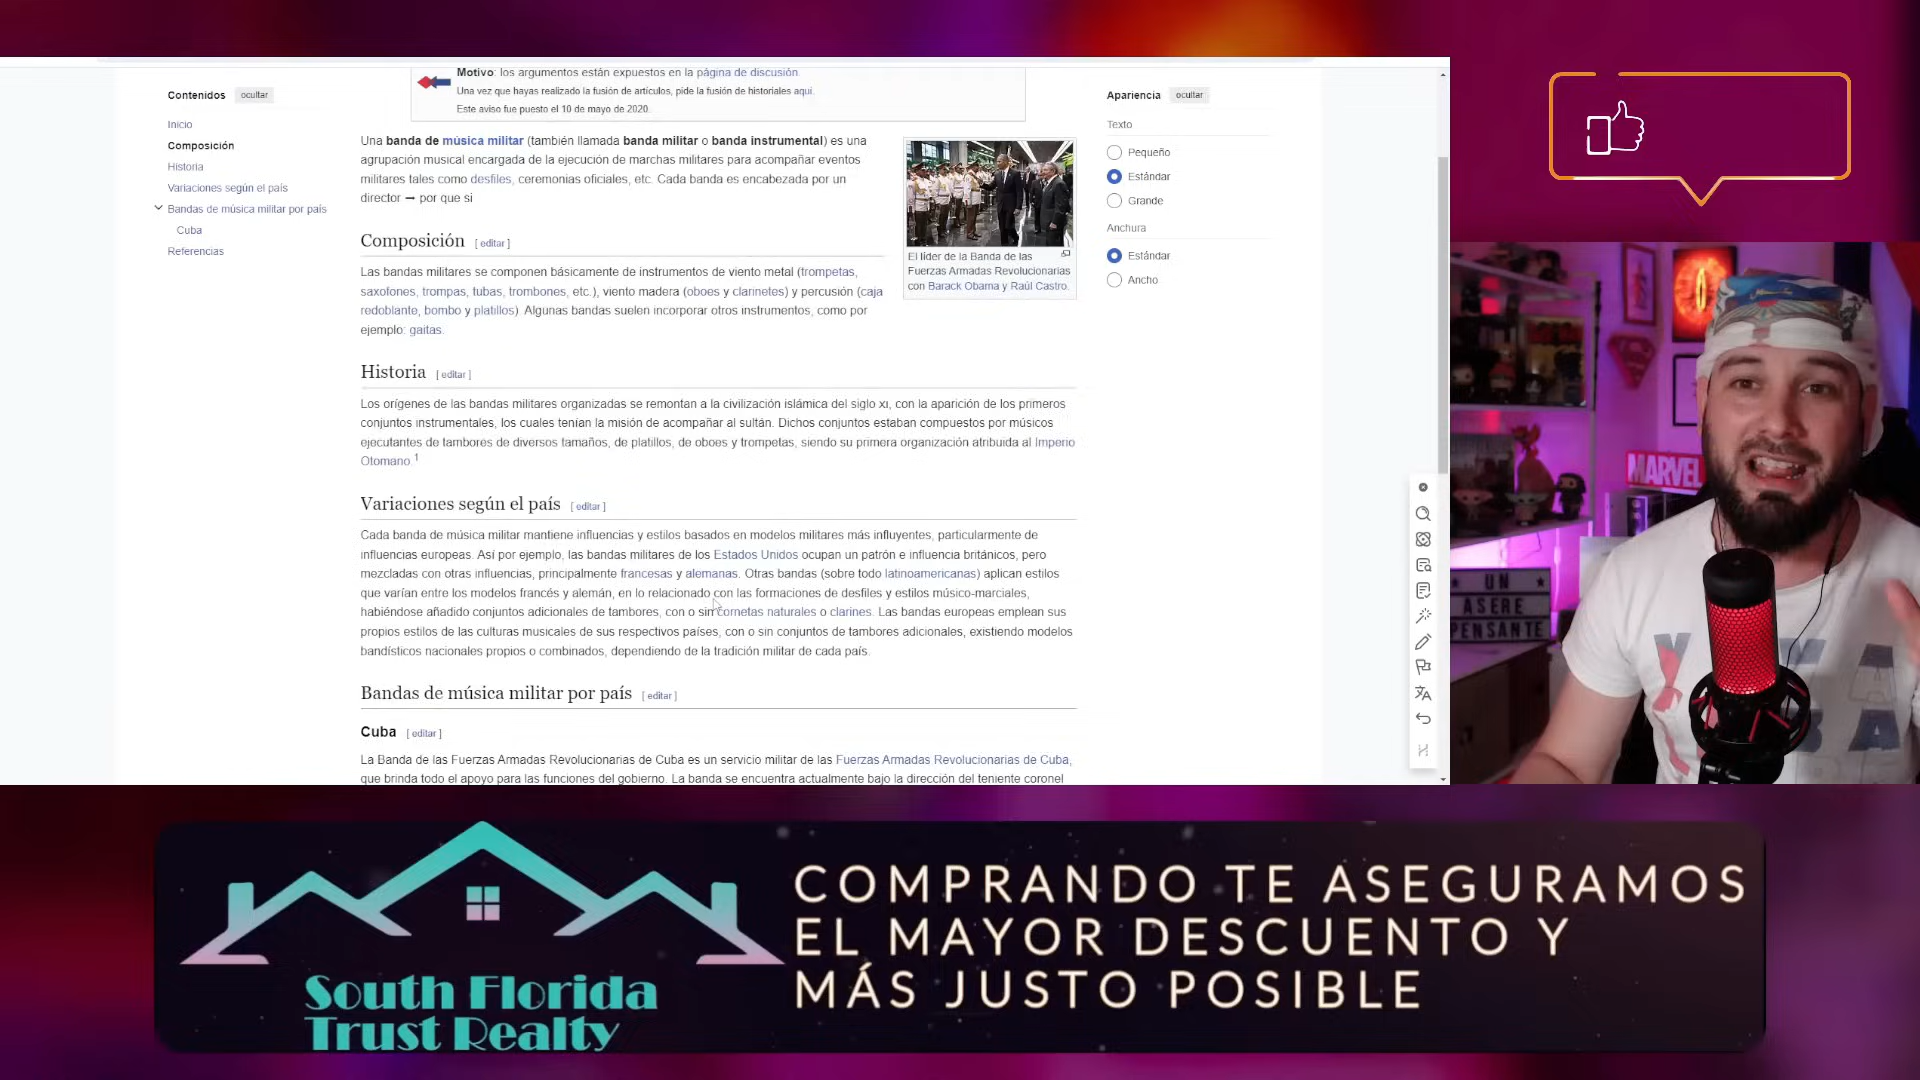 Motivo: los argumentos están expuestos en la página de discusión.
Una vez que hayas realizado la fusión de artículos, pide la fusión de historiales aquí.
Este aviso fue puesto el 10 de mayo de 2020.
Contenidos ocultar
Inicio
Composición
Historia
Variaciones según el país
Bandas de música militar por país
Cuba
Referencias
Una banda de música militar (también llamada banda militar o banda instrumental) es una
agrupación musical encargada de la ejecución de marchas militares para acompañar eventos
militares tales como desfiles, ceremonias oficiales, etc. Cada banda es encabezada por un
director ➞ por que si
El líder de la Banda de las
Fuerzas Armadas Revolucionarias
con Barack Obama y Raúl Castro.
Composición [ editar ]
Las bandas militares se componen básicamente de instrumentos de viento metal (trompetas,
saxofones, trompas, tubas, trombones, etc.), viento madera (oboes y clarinetes) y percusión (caja
redoblante, bombo y platillos). Algunas bandas suelen incorporar otros instrumentos, como por
ejemplo: gaitas.
Historia [ editar ]
Los orígenes de las bandas militares organizadas se remontan a la civilización islámica del siglo XI, con la aparición de los primeros
conjuntos instrumentales, los cuales tenían la misión de acompañar al sultán. Dichos conjuntos estaban compuestos por músicos
ejecutantes de tambores de diversos tamaños, de platillos, de oboes y trompetas, siendo su primera organización atribuida al Imperio
Otomano.1
Variaciones según el país [ editar ]
Cada banda de música militar mantiene influencias y estilos basados en modelos militares más influyentes, particularmente de
influencias europeas. Así por ejemplo, las bandas militares de los Estados Unidos ocupan un patrón e influencia británicos, pero
mezcladas con otras influencias, principalmente francesas y alemanas. Otras bandas (sobre todo latinoamericanas) aplican estilos
que varían entre los modelos francés y alemán, en lo relacionado con las formaciones de desfiles y estilos músico-marciales,
habiéndose añadido conjuntos adicionales de tambores, con o sin cornetas naturales o clarines. Las bandas europeas emplean sus
propios estilos de las culturas musicales de sus respectivos países, con o sin conjuntos de tambores adicionales, existiendo modelos
bandísticos nacionales propios o combinados, dependiendo de la tradición militar de cada país.
Bandas de música militar por país [ editar ]
Cuba [ editar ]
La Banda de las Fuerzas Armadas Revolucionarias de Cuba es un servicio militar de las Fuerzas Armadas Revolucionarias de Cuba,
que brinda todo el apoyo para las funciones del gobierno. La banda se encuentra actualmente bajo la dirección del teniente coronel
Apariencia ocultar
Texto
Pequeño
Estándar
Grande
Anchura
Estándar
Ancho
MARVEL
UN
ASERE
PENSANTE
South Florida
Trust Realty
COMPRANDO TE ASEGURAMOS
EL MAYOR DESCUENTO Y
MÁS JUSTO POSIBLE